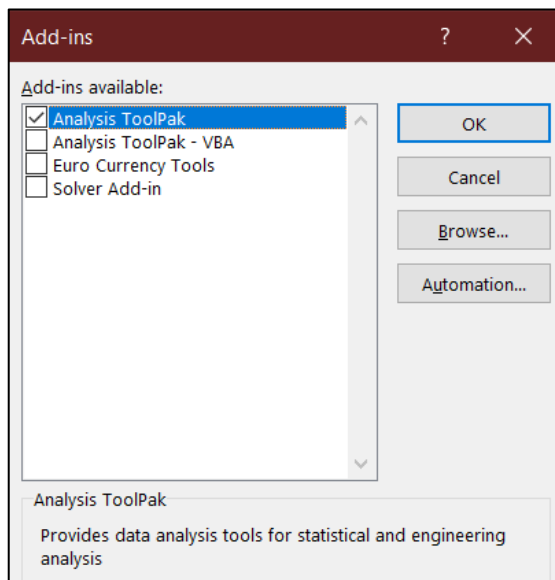 Add-ins ? ×
Add-ins available:
Analysis ToolPak
Analysis ToolPak - VBA
Euro Currency Tools
Solver Add-in
OK
Cancel
Browse...
Automation...
Analysis ToolPak
Provides data analysis tools for statistical and engineering
analysis